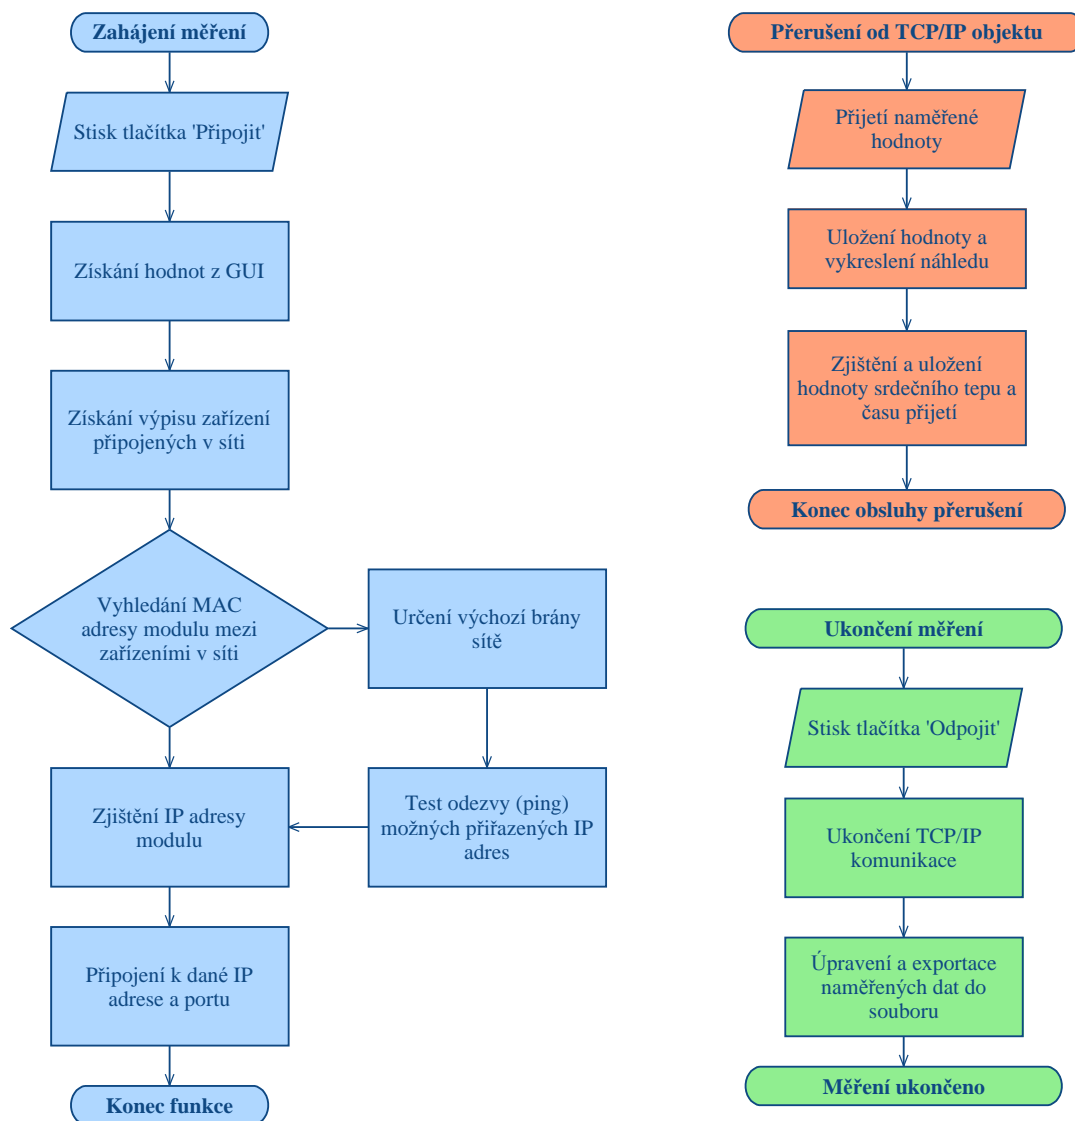 Zahájení měření
Stisk tlačítka 'Připojit'
Získání hodnot z GUI
Získání výpisu zařízení
připojených v síti
Vyhledání MAC
adresy modulu mezi
zařízeními v síti
Určení výchozí brány
sítě
Zjištění IP adresy
modulu
Test odezvy (ping)
možných přiřazených IP
adres
Připojení k dané IP
adrese a portu
Konec funkce
Přerušení od TCP/IP objektu
Přijetí naměřené
hodnoty
Uložení hodnoty a
vykreslení náhledu
Zjištění a uložení
hodnoty srdečního tepu a
času přijetí
Konec obsluhy přerušení
Ukončení měření
Stisk tlačítka 'Odpojit'
Ukončení TCP/IP
komunikace
Úpravení a exportace
naměřených dat do
souboru
Měření ukončeno